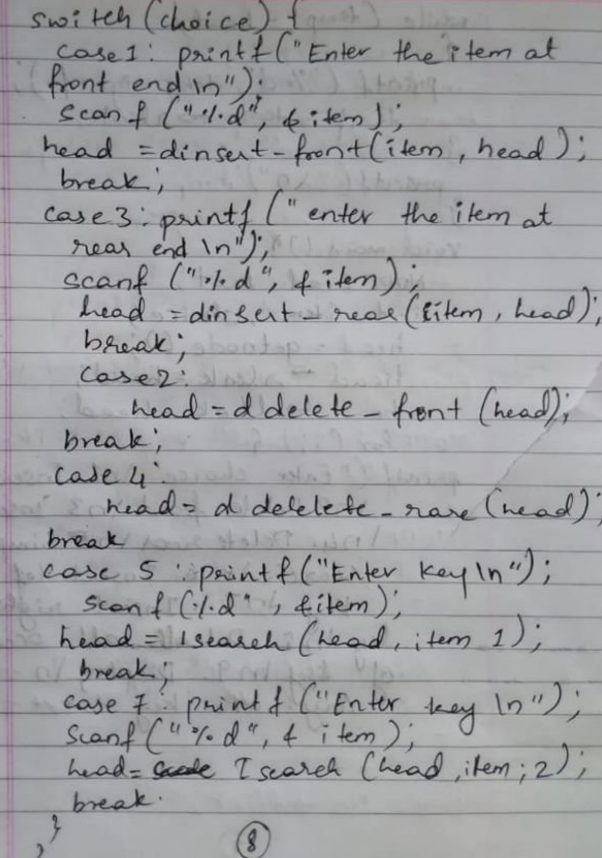 switch (choice) {
case 1: printf ("Enter the item at
front end \n");
scanf ("%d", &item);
head = dinsert-front(item, head);
break;
case 3: printf (" enter the item at
rear end \n");
scanf ("%d", &item);
head = dinsert - rear (item, head);
break;
case 2:
head = d delete - front (head);
break;
case 4:
head = d delelete - rare (head);
break
case 5 : printf ("Enter key \n");
scanf (%d", &item);
head = Isearch (head, item 1);
break;
case 7 : printf ("Enter key \n");
Scanf ("%d", & item);
head = Isearch (head, item; 2);
break.
}
8